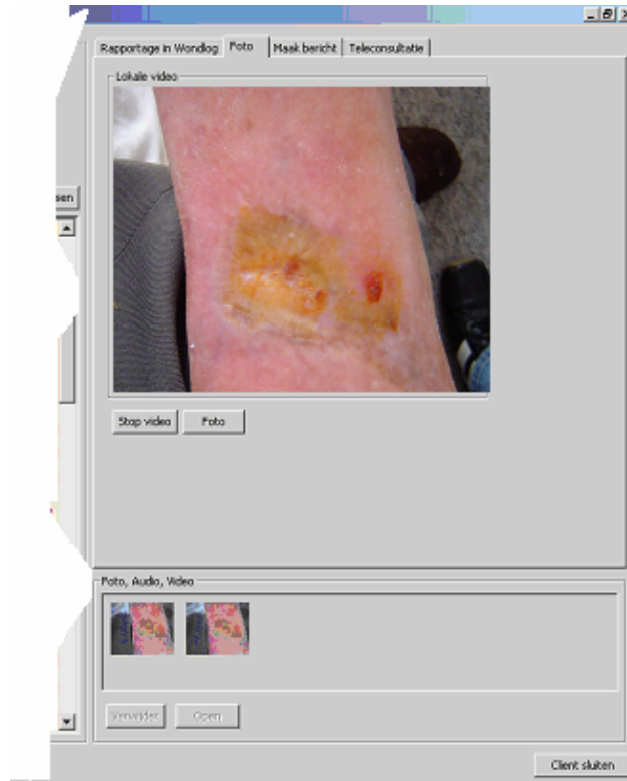 Rapportage in Wondlog Foto Maak bericht Teleconsultatie
Lokale video
sen
Stop video Foto
Foto, Audio, Video
Verwijder Open
Client sluiten